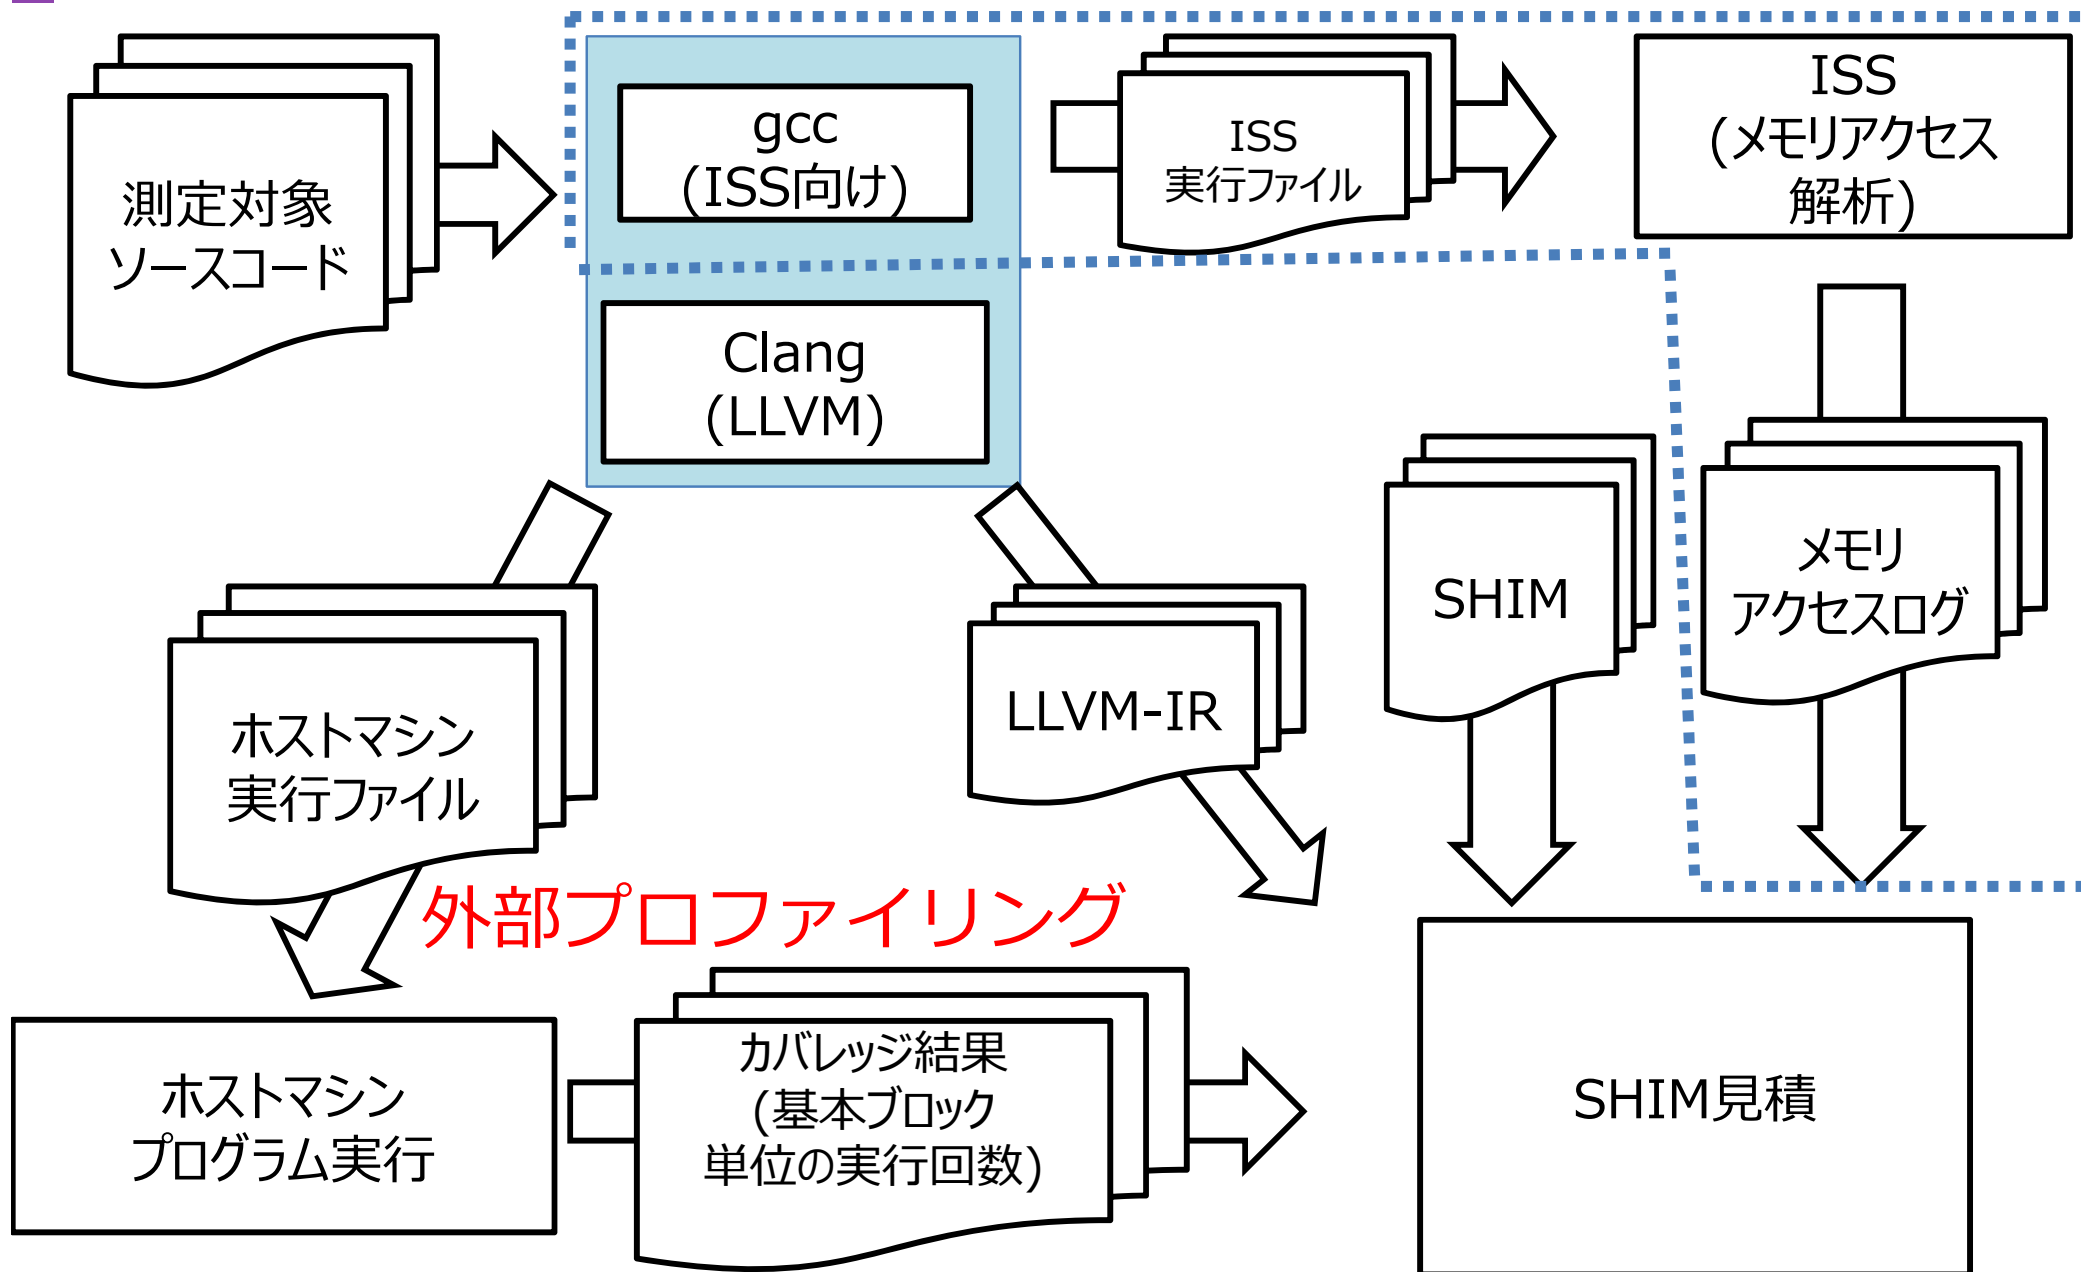 測定対象
ソースコード
gcc
(ISS向け)
ISS
実行ファイル
ISS
(メモリアクセス
解析)
Clang
(LLVM)
SHIM
メモリ
アクセスログ
ホストマシン
実行ファイル
LLVM-IR
外部プロファイリング
ホストマシン
プログラム実行
カバレッジ結果
(基本ブロック
単位の実行回数)
SHIM見積